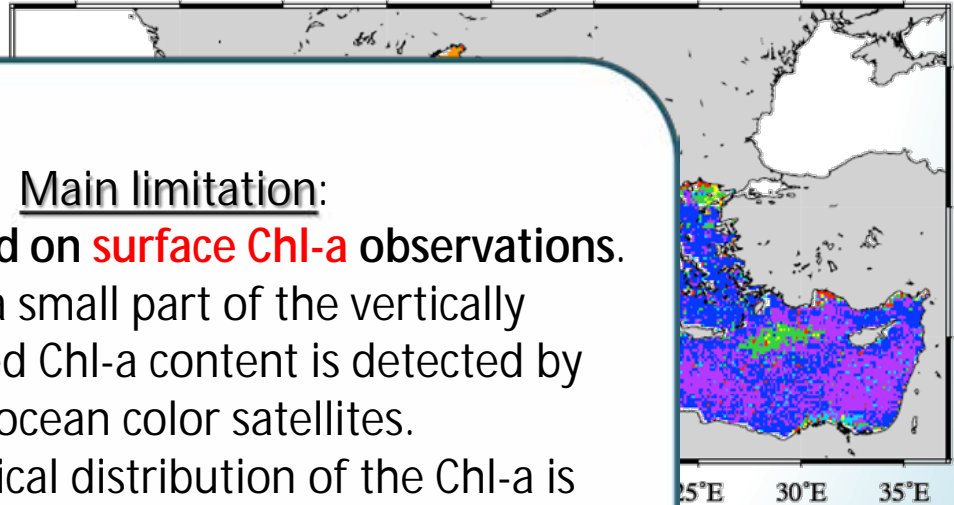 Main limitation:
d on surface Chl-a observations.
a small part of the vertically
ed Chl-a content is detected by
ocean color satellites.
ical distribution of the Chl-a is
25°E 30°E 35°E